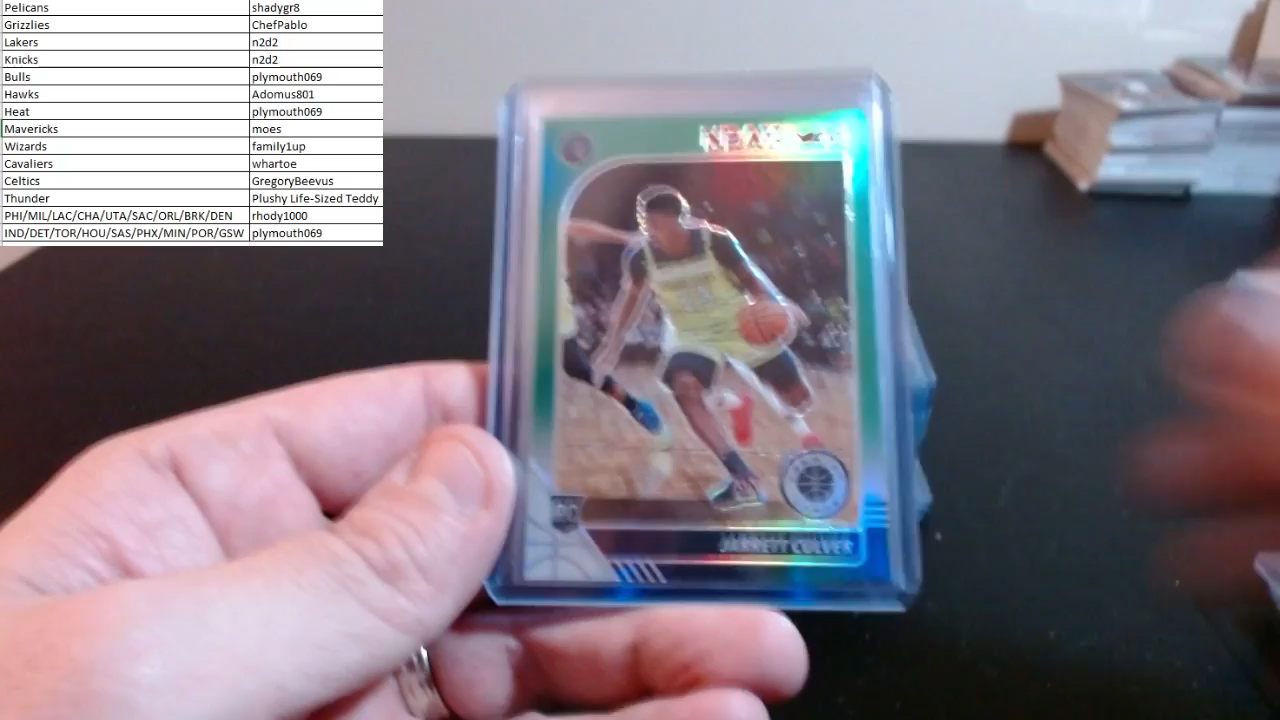 Pelicans shadygr8
Grizzlies ChefPablo
Lakers n2d2
Knicks n2d2
Bulls plymouth069
Hawks Adomus801
Heat plymouth069
Mavericks moes
Wizards family1up
Cavaliers whartoe
Celtics GregoryBeevus
Thunder Plushy Life-Sized Teddy
PHI/MIL/LAC/CHA/UTA/SAC/ORL/BRK/DEN rhody1000
IND/DET/TOR/HOU/SAS/PHX/MIN/POR/GSW plymouth069
RC
JARRETT CULVER